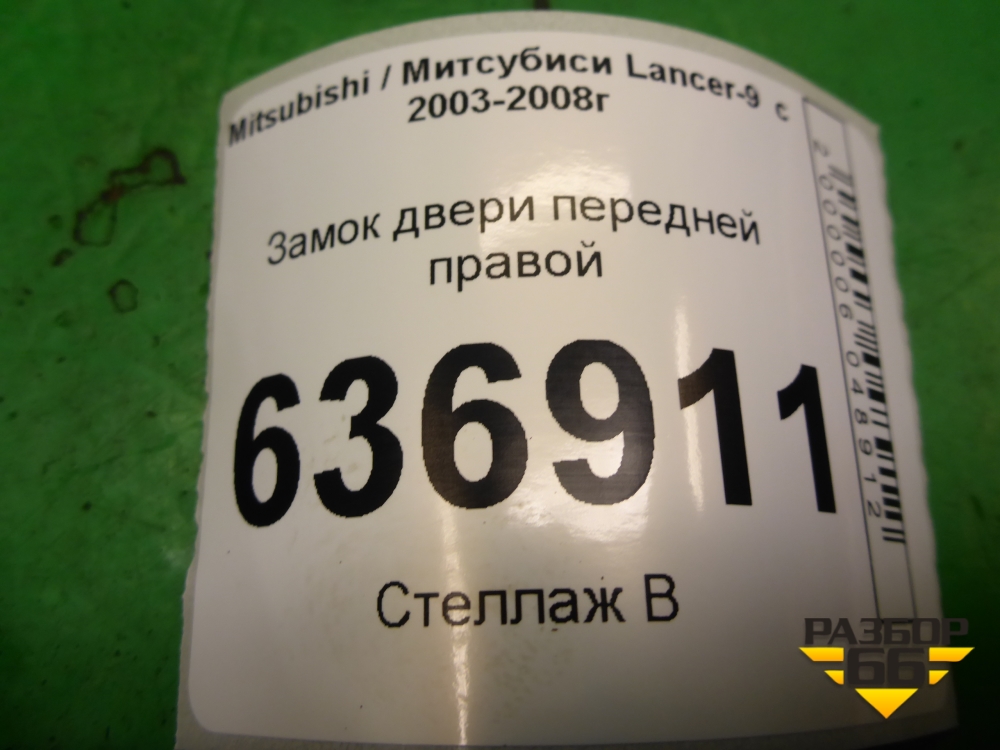 Mitsubishi / Митсубиси Lancer-9 с
2003-2008г
Замок двери передней
правой
636911
Стеллаж В
2000006048912
РАЗБОР
66